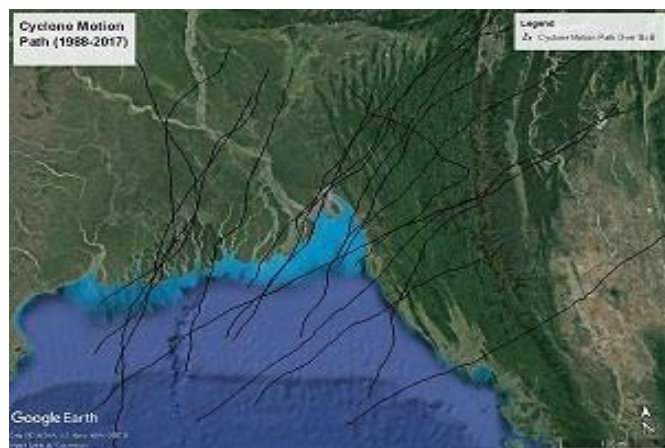 Cyclone Motion
Path (1988-2017)
Legend
Cyclone Motion Path Over BoB
Google Earth